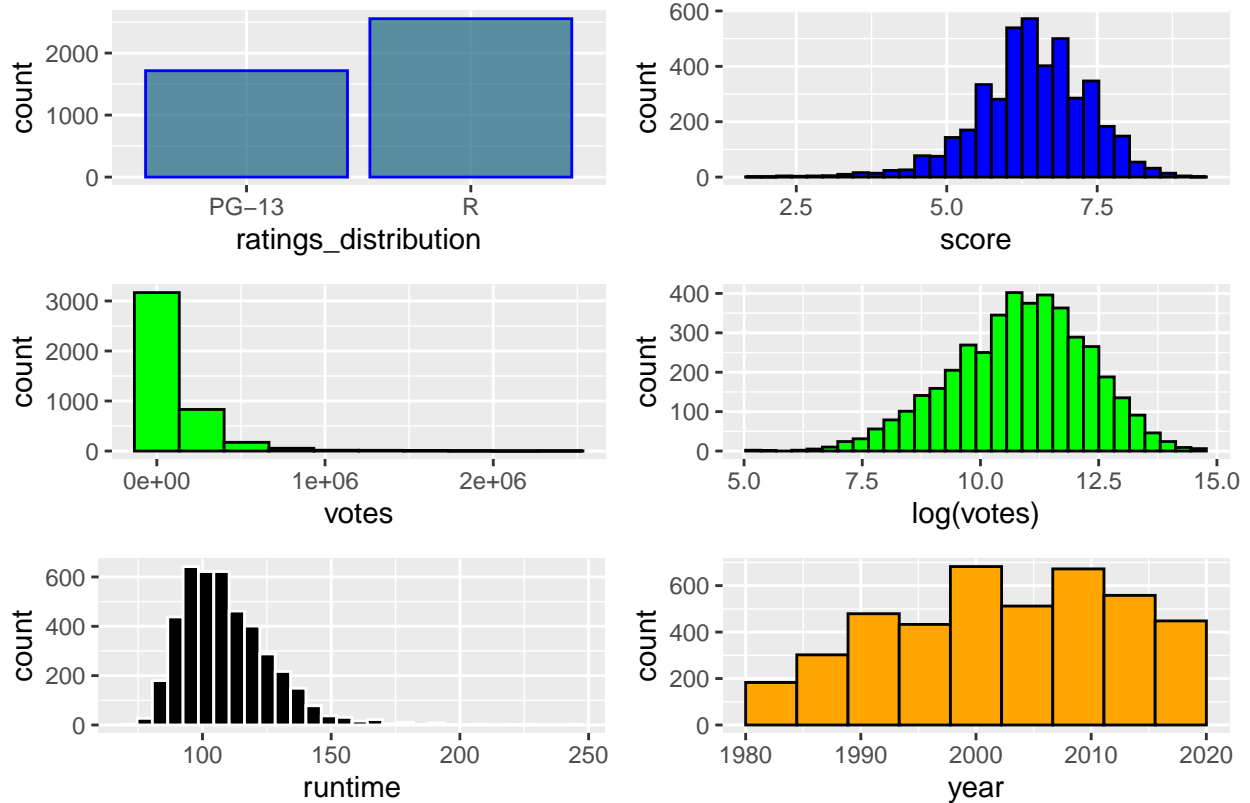 count
2000
1000
0
PG−13 R
ratings_distribution
count
600
400
200
0
2.5 5.0 7.5
score
count
3000
2000
1000
0
0e+00 1e+06 2e+06
votes
count
400
300
200
100
0
5.0 7.5 10.0 12.5 15.0
log(votes)
count
600
400
200
0
100 150 200 250
runtime
count
600
400
200
0
1980 1990 2000 2010 2020
year